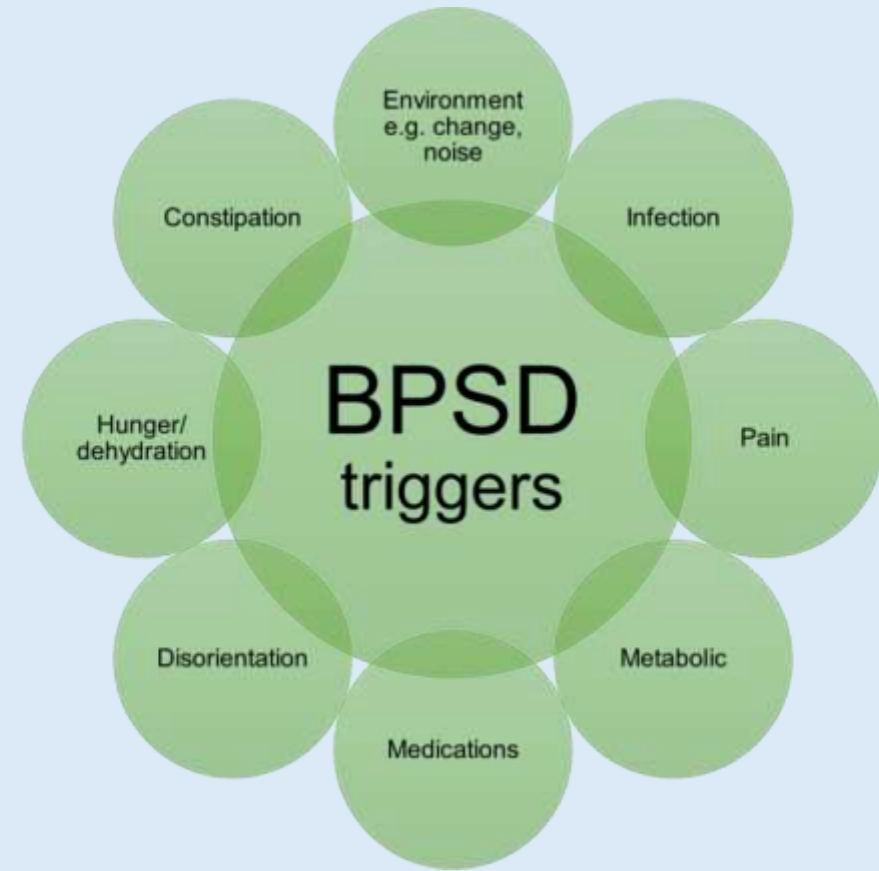 Environment
e.g. change,
noise
Infection
Pain
Metabolic
Medications
Disorientation
Hunger/
dehydration
Constipation
BPSD
triggers